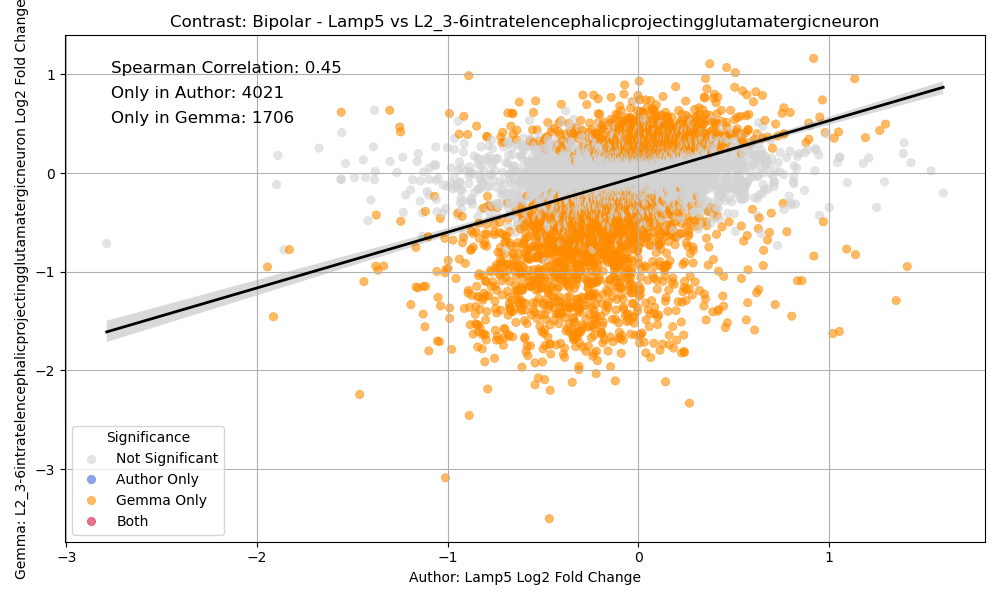 Contrast: Bipolar - Lamp5 vs L2_3-6intratelencephalicprojectingglutamatergicneuron
Gemma: L2_3-6intratelencephalicprojectingglutamatergicneuron Log2 Fold Change
Spearman Correlation: 0.45
Only in Author: 4021
Only in Gemma: 1706
1
0
−1
−2
−3
Significance
Not Significant
Author Only
Gemma Only
Both
−3 −2 −1 0 1
Author: Lamp5 Log2 Fold Change